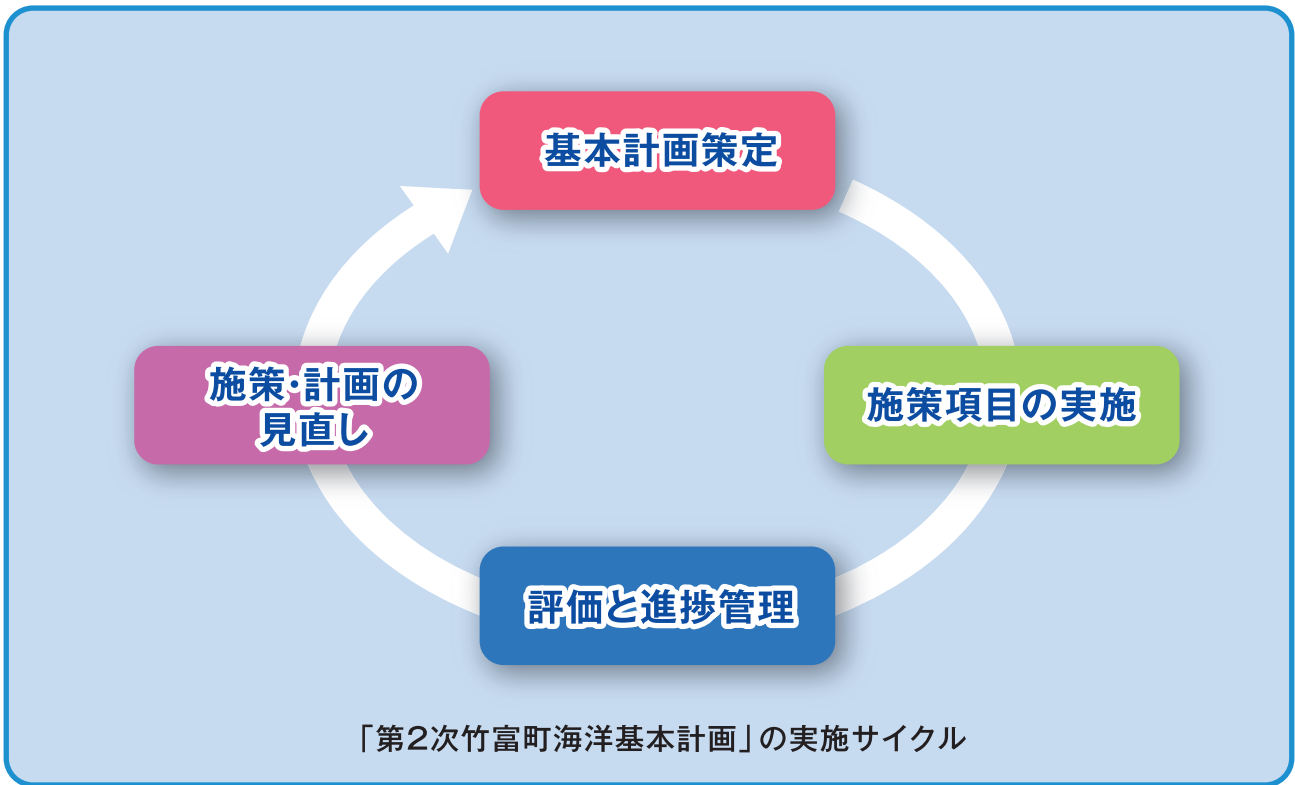 基本計画策定
施策・計画の
見直し
施策項目の実施
評価と進捗管理
「第2次竹富町海洋基本計画」の実施サイクル